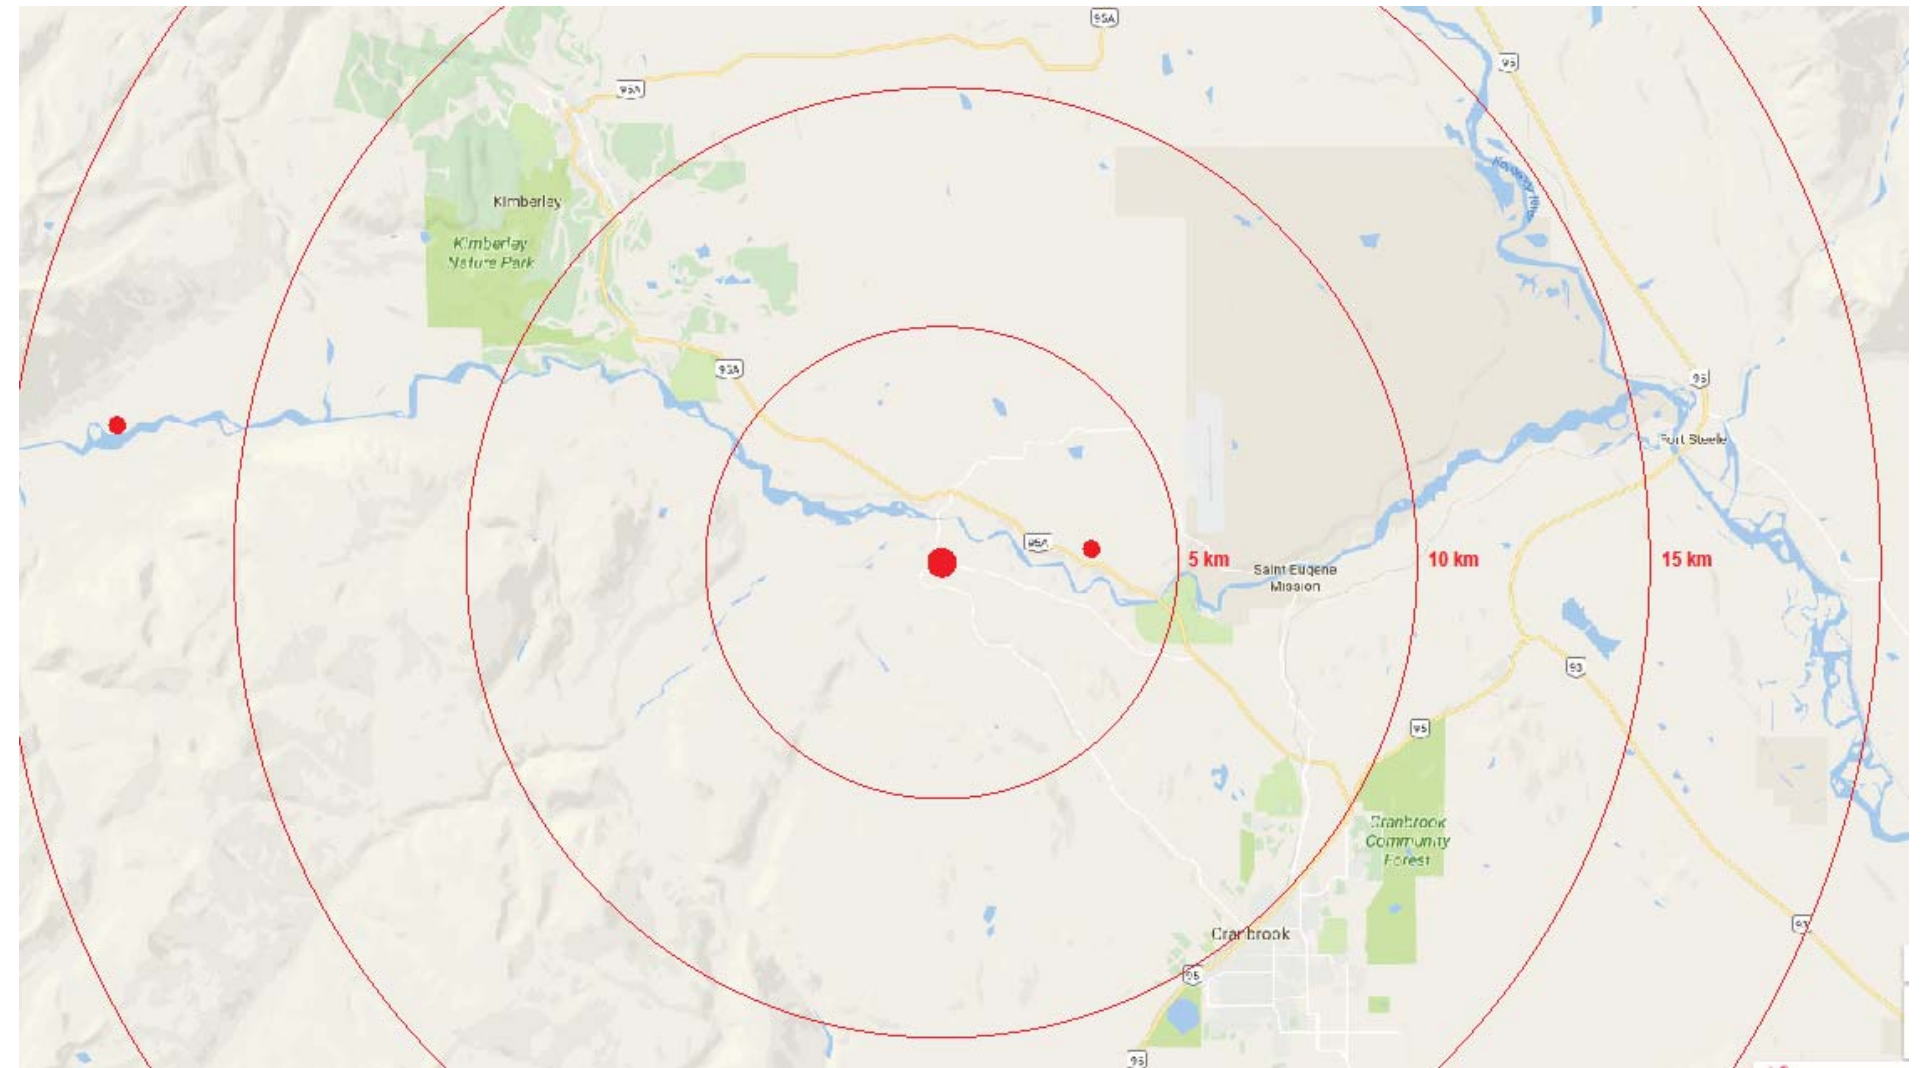 95A
95A
95
Kimberley
Kimberley
Nature Park
95A
95
Fort Steele
95A
5 km
10 km
15 km
Saint Eugene
Mission
93
95
Cranbrook
Community
Forest
93
Cranbrook
95
95